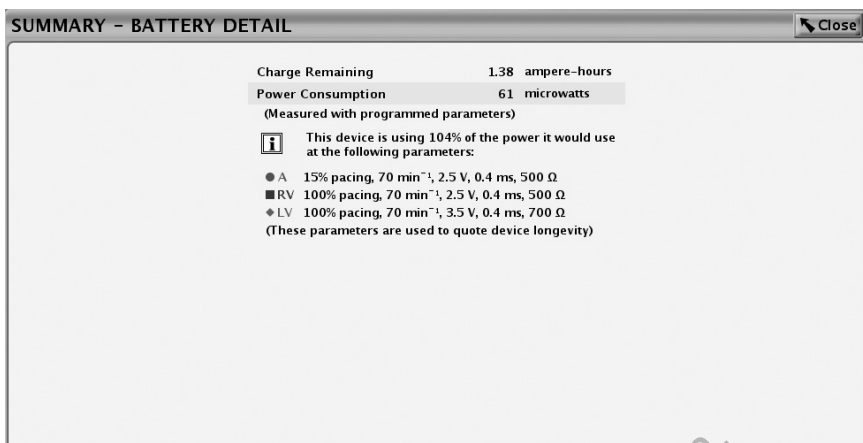 SUMMARY - BATTERY DETAIL
Close
Charge Remaining 1.38 ampere-hours
Power Consumption 61 microwatts
(Measured with programmed parameters)
i This device is using 104% of the power it would use
at the following parameters:
● A 15% pacing, 70 min⁻¹, 2.5 V, 0.4 ms, 500 Ω
■ RV 100% pacing, 70 min⁻¹, 2.5 V, 0.4 ms, 500 Ω
◆ LV 100% pacing, 70 min⁻¹, 3.5 V, 0.4 ms, 700 Ω
(These parameters are used to quote device longevity)